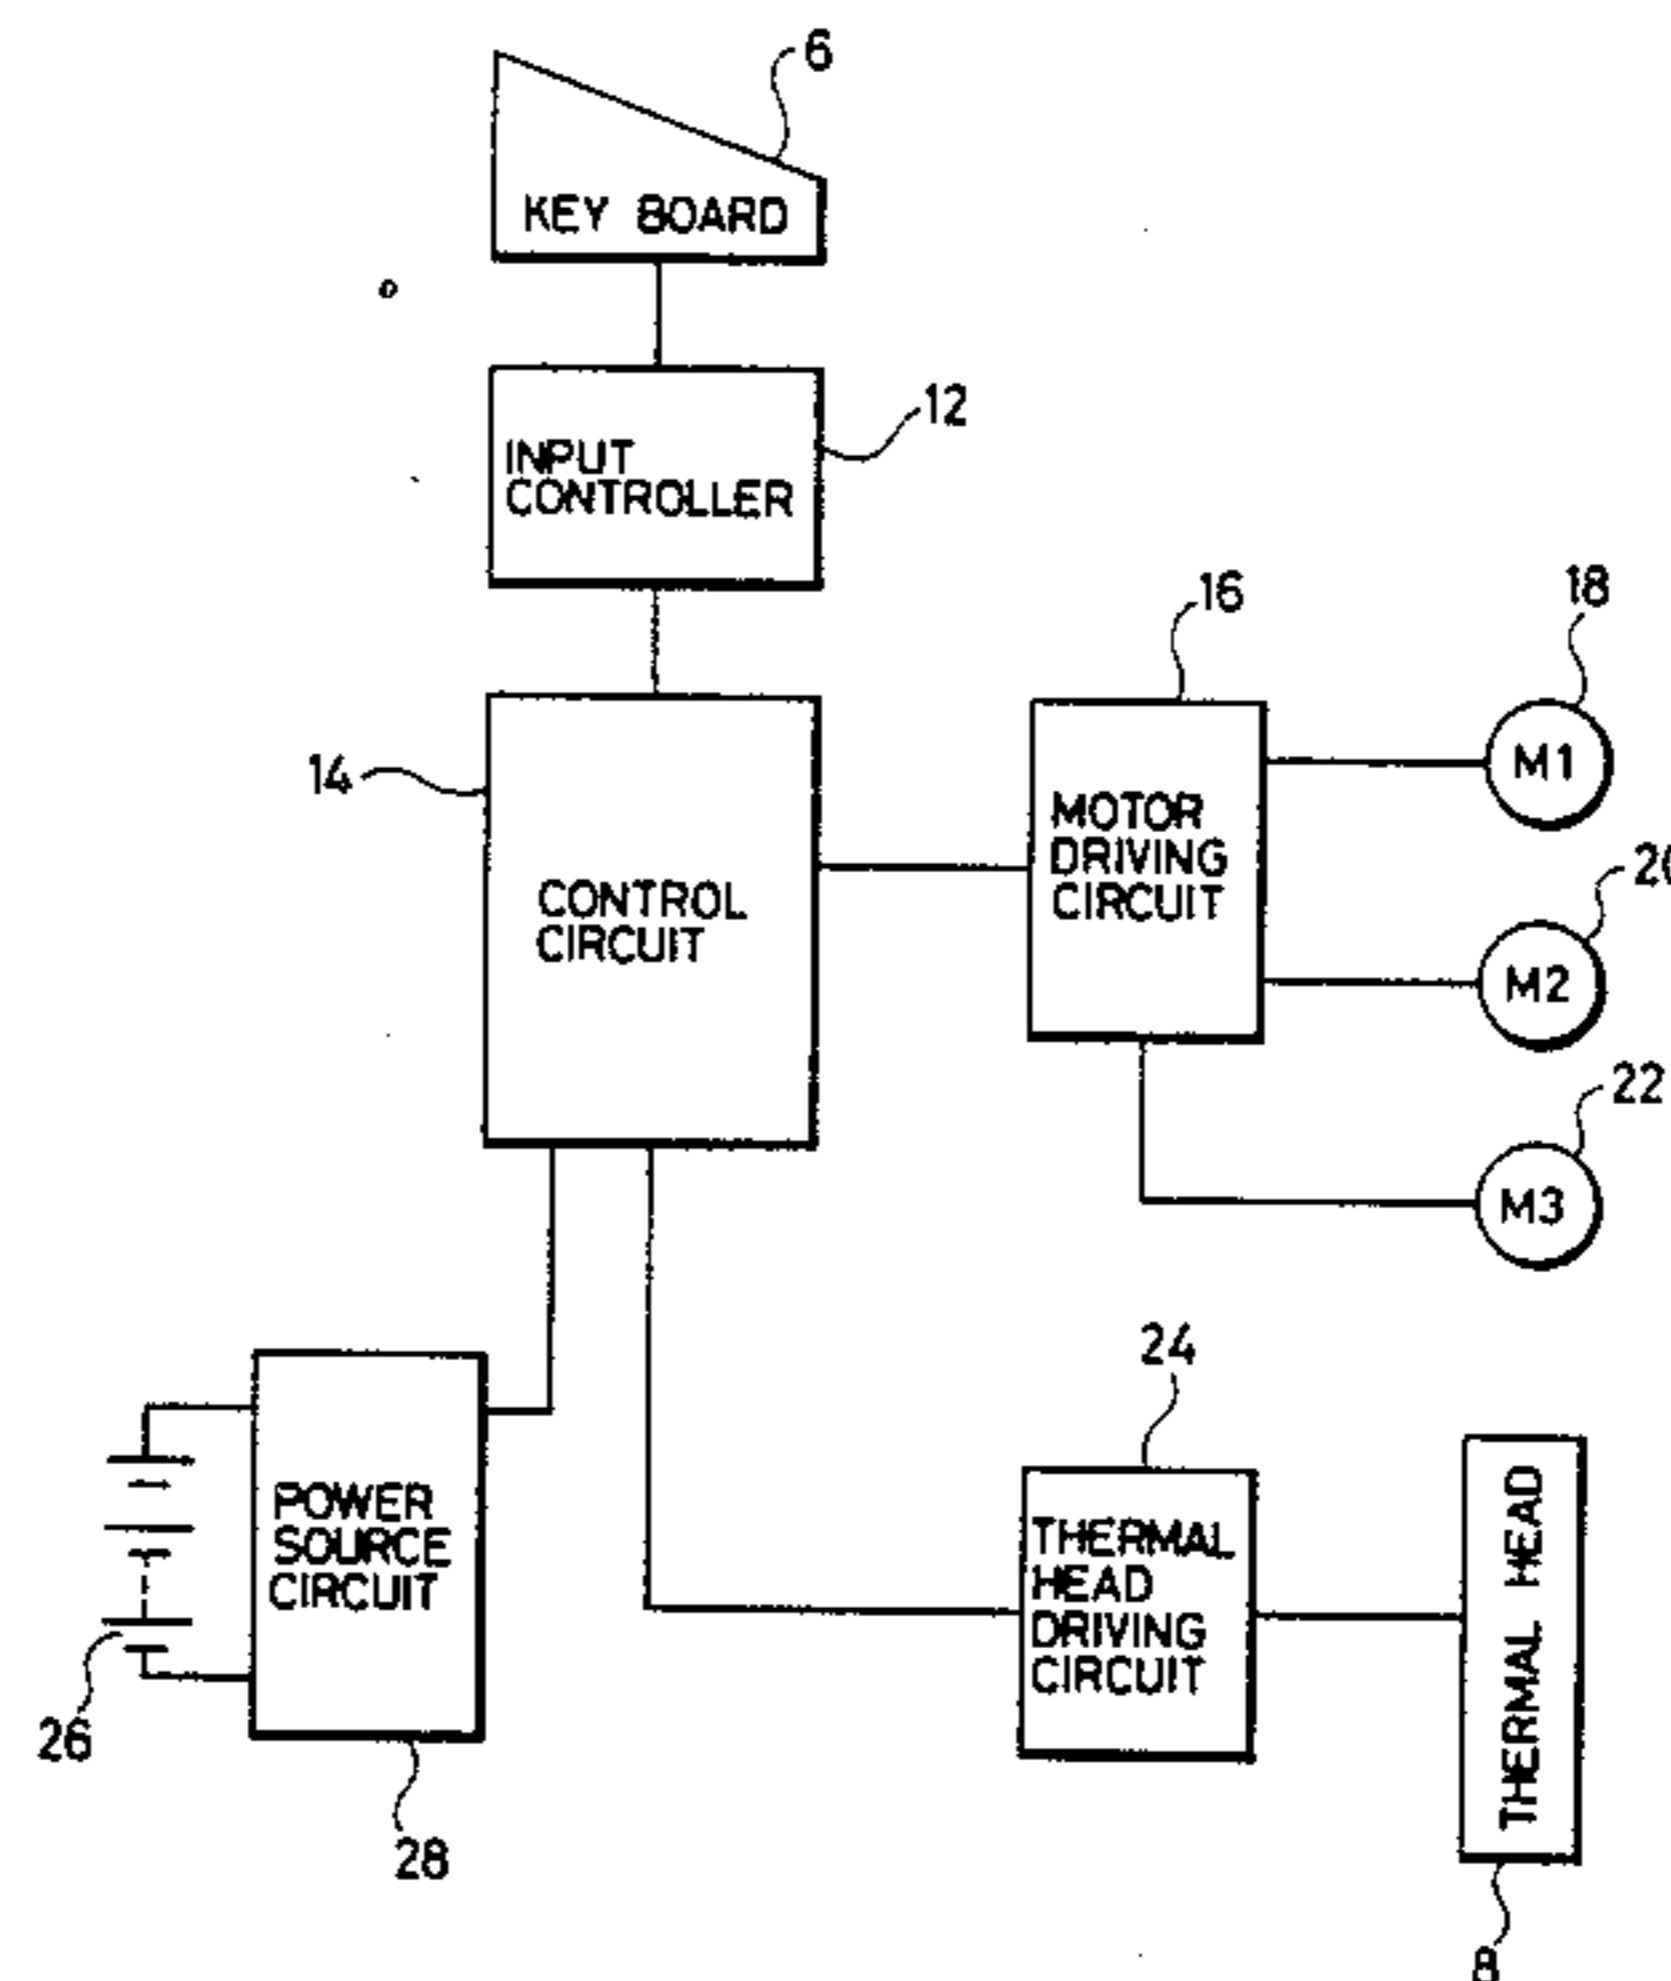 6
KEY BOARD
12
INPUT
CONTROLLER
14
CONTROL
CIRCUIT
16
MOTOR
DRIVING
CIRCUIT
18
M1
20
M2
22
M3
24
THERMAL
HEAD
DRIVING
CIRCUIT
THERMAL HEAD
8
POWER
SOURCE
CIRCUIT
26
28